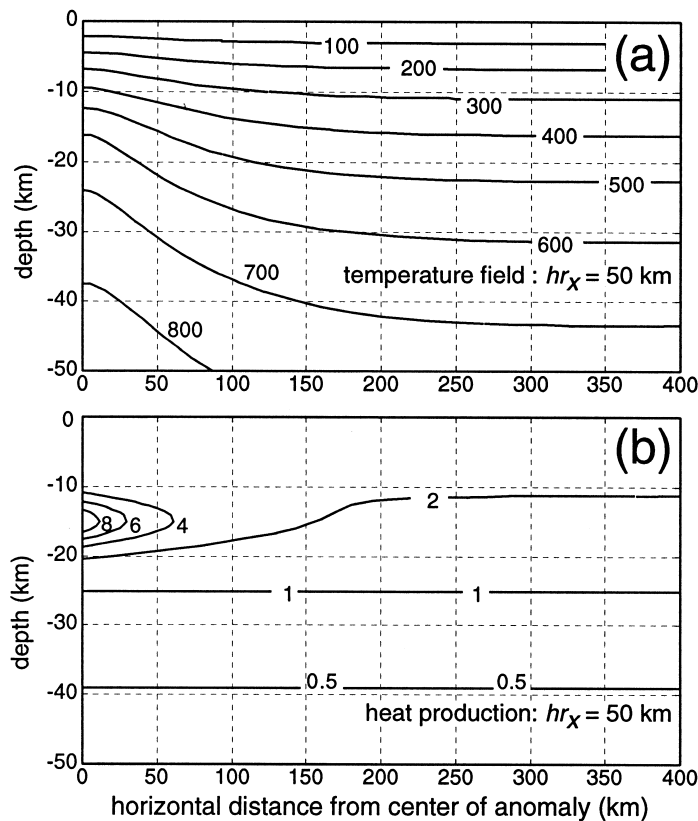 0
-10
-20
-30
-40
-50
depth (km)
(a)
100
200
300
400
500
600
700
800
temperature field : hrx = 50 km
0 50 100 150 200 250 300 350 400
0
-10
-20
-30
-40
-50
depth (km)
(b)
8 6 4
2
1 1
0.5 0.5
heat production: hrx = 50 km
0 50 100 150 200 250 300 350 400
horizontal distance from center of anomaly (km)